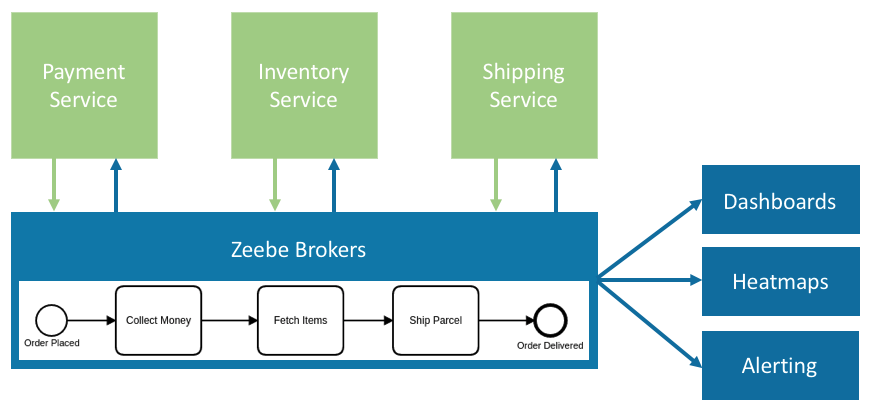 Payment
Service
Inventory
Service
Shipping
Service
Zeebe Brokers
Collect Money
Fetch Items
Ship Parcel
Order Placed
Order Delivered
Dashboards
Heatmaps
Alerting